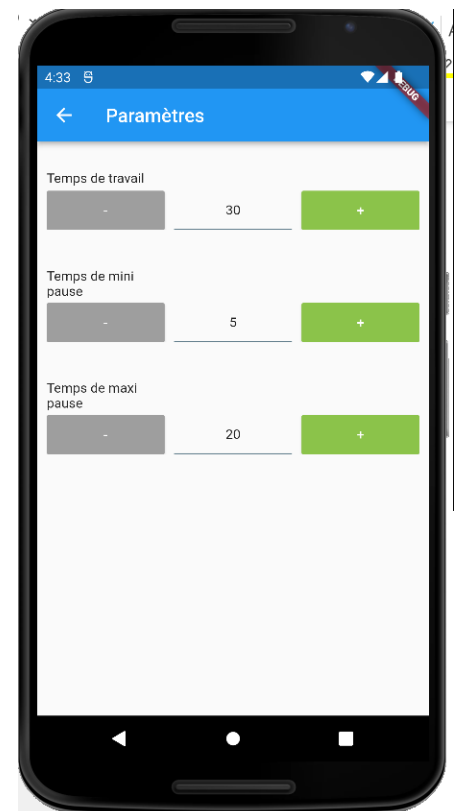 4:33
DEBUG
Paramètres
Temps de travail
- 30 +
Temps de mini
pause
- 5 +
Temps de maxi
pause
- 20 +